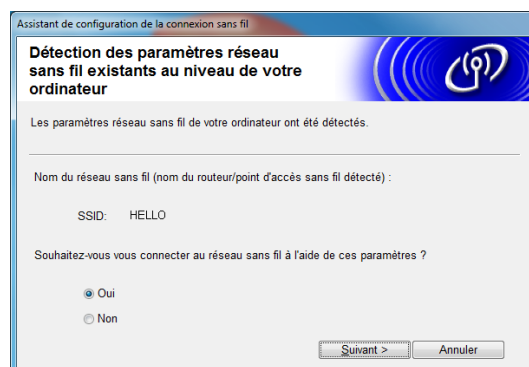 Assistant de configuration de la connexion sans fil
Détection des paramètres réseau
sans fil existants au niveau de votre
ordinateur
Les paramètres réseau sans fil de votre ordinateur ont été détectés.
Nom du réseau sans fil (nom du routeur/point d'accès sans fil détecté) :
SSID: HELLO
Souhaitez-vous vous connecter au réseau sans fil à l'aide de ces paramètres ?
Oui
Non
Suivant > Annuler